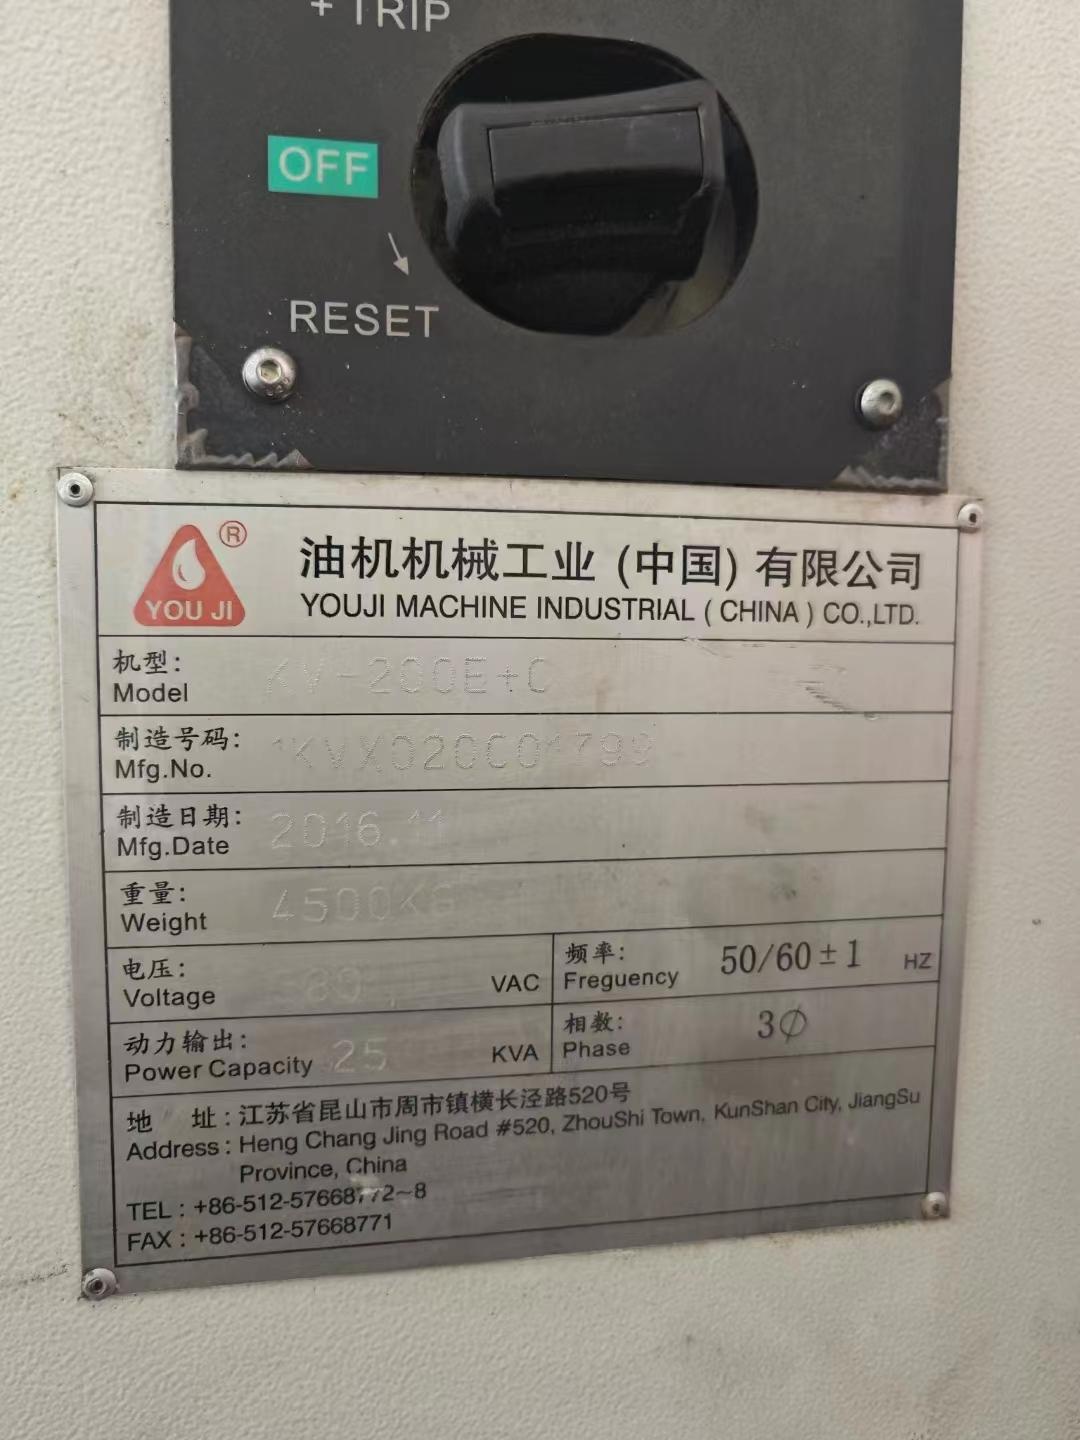 + TRIP
OFF
RESET
YOU JI ®
油机机械工业(中国)有限公司
YOUJI MACHINE INDUSTRIAL ( CHINA ) CO.,LTD.
机型:
Model
KV-200E+C
制造号码:
Mfg.No.
1KVX020C01799
制造日期:
Mfg.Date
2016.11
重量:
Weight
4500KG
电压:
Voltage
VAC
频率:
Freguency
50/60±1 HZ
动力输出:
Power Capacity 25 KVA
相数:
Phase
3∅
地 址:江苏省昆山市周市镇横长泾路520号
Address : Heng Chang Jing Road #520, ZhouShi Town, KunShan City, JiangSu
Province, China
TEL : +86-512-57668772~8
FAX : +86-512-57668771